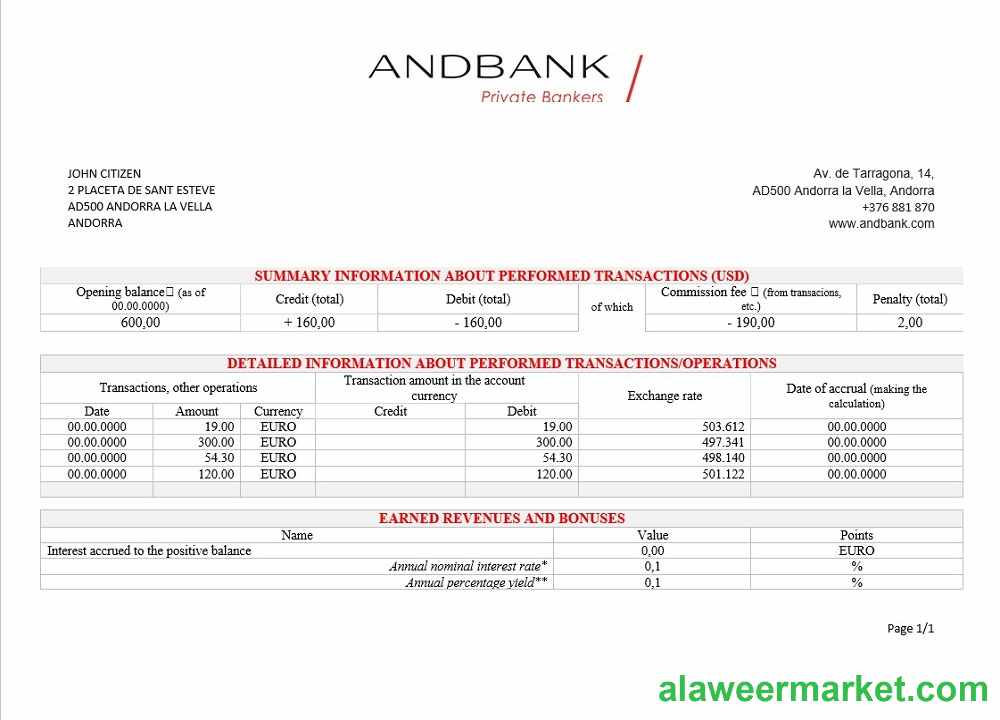 ANDBANK
Private Bankers
JOHN CITIZEN
2 PLACETA DE SANT ESTEVE
AD500 ANDORRA LA VELLA
ANDORRA
Av. de Tarragona, 14,
AD500 Andorra la Vella, Andorra
+376 881 870
www.andbank.com
SUMMARY INFORMATION ABOUT PERFORMED TRANSACTIONS (USD)
Opening balance□ (as of 00.00.0000) Credit (total) Debit (total) of which Commission fee □ (from transacions, etc.) Penalty (total)
600,00 + 160,00 - 160,00 - 190,00 2,00
DETAILED INFORMATION ABOUT PERFORMED TRANSACTIONS/OPERATIONS
Transactions, other operations Transaction amount in the account currency Exchange rate Date of accrual (making the calculation)
Date Amount Currency Credit Debit
00.00.0000 19.00 EURO 19.00 503.612 00.00.0000
00.00.0000 300.00 EURO 300.00 497.341 00.00.0000
00.00.0000 54.30 EURO 54.30 498.140 00.00.0000
00.00.0000 120.00 EURO 120.00 501.122 00.00.0000
EARNED REVENUES AND BONUSES
Name Value Points
Interest accrued to the positive balance 0,00 EURO
Annual nominal interest rate* 0,1 %
Annual percentage yield** 0,1 %
Page 1/1
alaweermarket.com